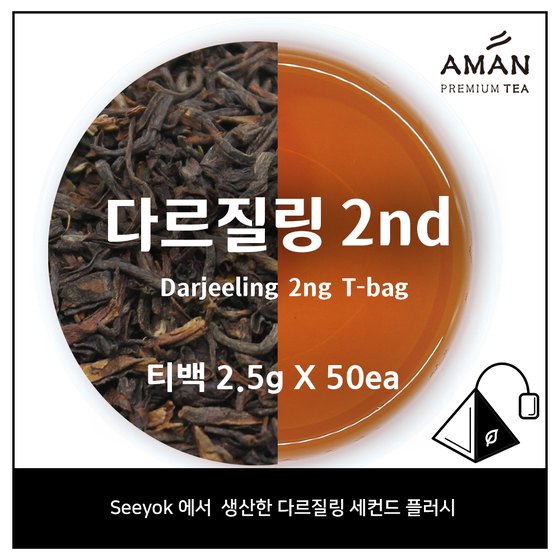 AMAN
PREMIUM TEA
다르질링 2nd
Darjeeling 2ng T-bag
티백 2.5g X 50ea
Seeyok 에서 생산한 다르질링 세컨드 플러시